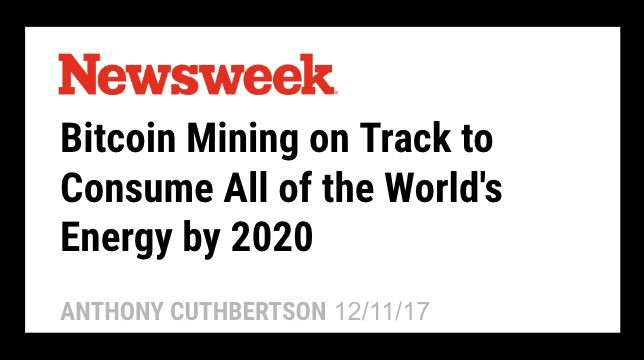 Newsweek
Bitcoin Mining on Track to
Consume All of the World's
Energy by 2020
ANTHONY CUTHBERTSON 12/11/17